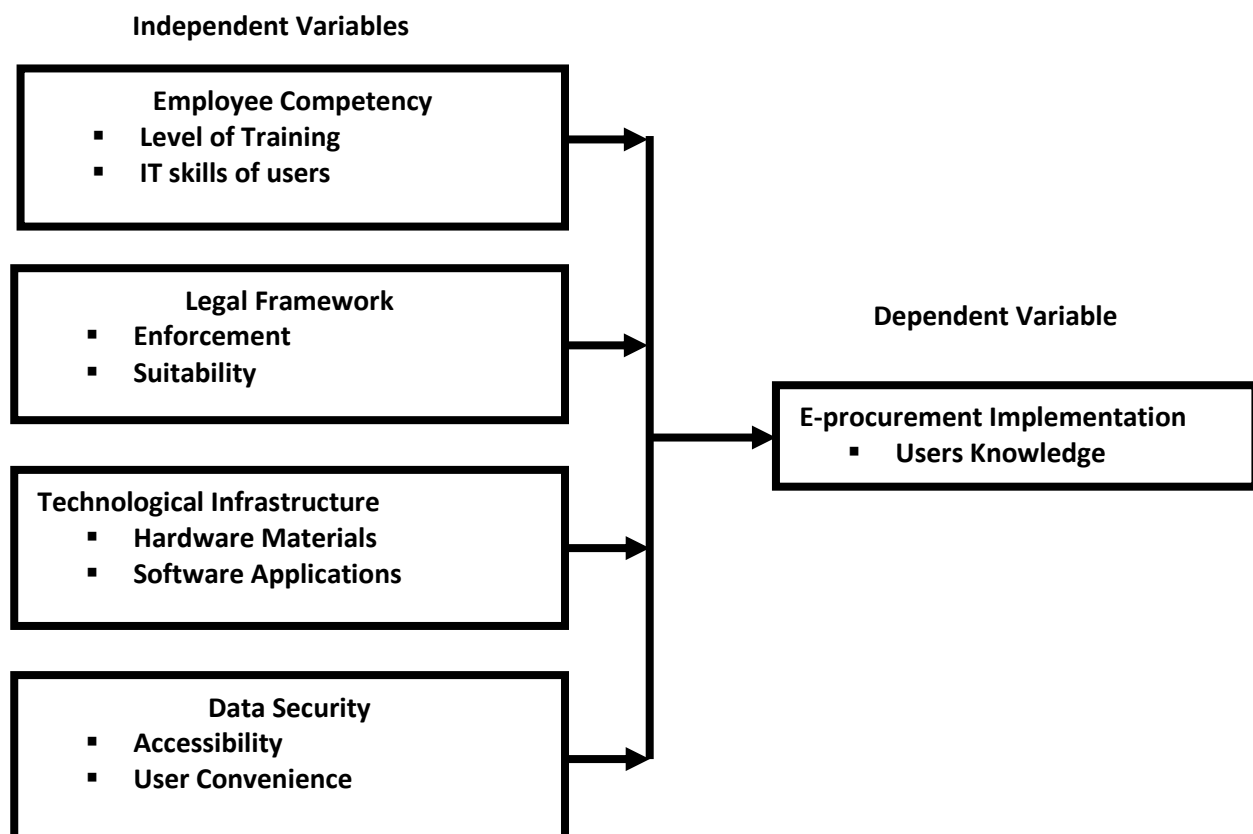 Independent Variables
Employee Competency
▪ Level of Training
▪ IT skills of users
Legal Framework
▪ Enforcement
▪ Suitability
Technological Infrastructure
▪ Hardware Materials
▪ Software Applications
Data Security
▪ Accessibility
▪ User Convenience
Dependent Variable
E-procurement Implementation
▪ Users Knowledge